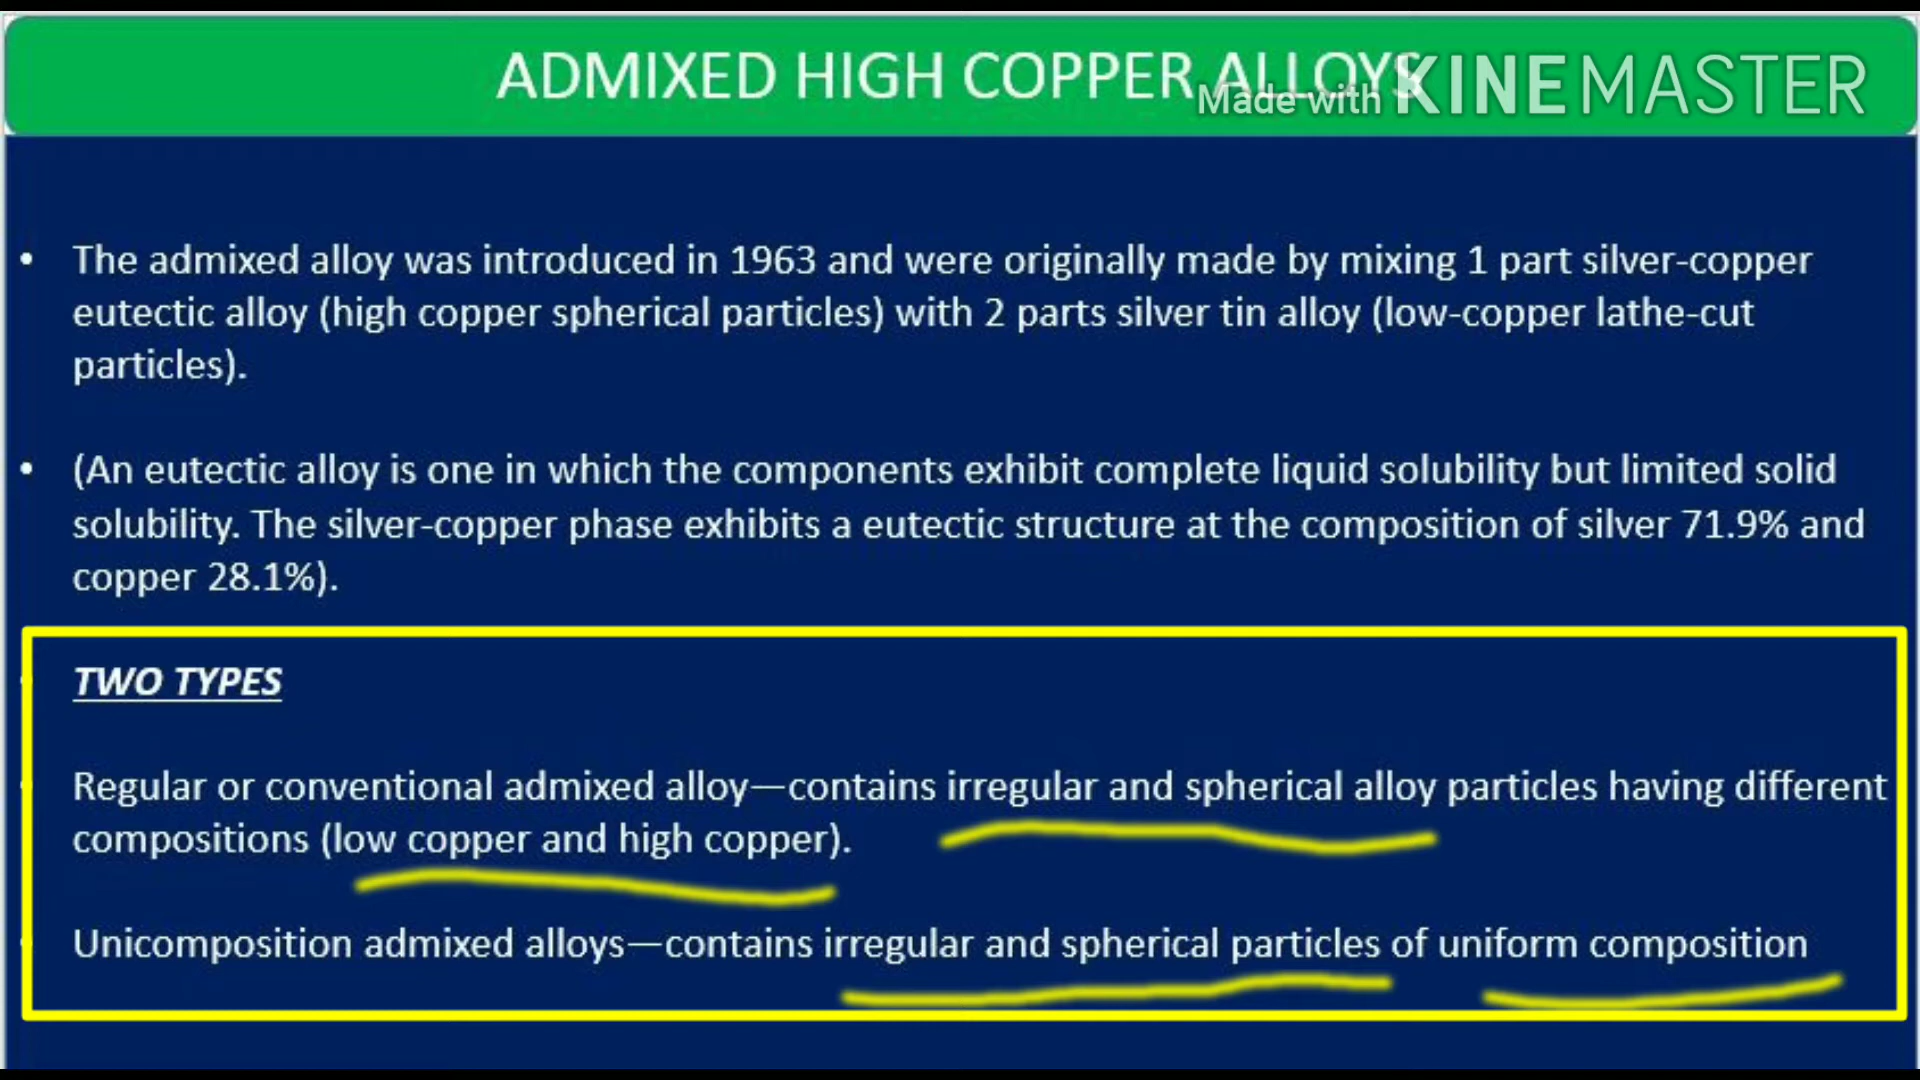 ADMIXED HIGH COPPER ALLOYS
Made with KINEMASTER
• The admixed alloy was introduced in 1963 and were originally made by mixing 1 part silver-copper
eutectic alloy (high copper spherical particles) with 2 parts silver tin alloy (low-copper lathe-cut
particles).
• (An eutectic alloy is one in which the components exhibit complete liquid solubility but limited solid
solubility. The silver-copper phase exhibits a eutectic structure at the composition of silver 71.9% and
copper 28.1%).
TWO TYPES
Regular or conventional admixed alloy—contains irregular and spherical alloy particles having different
compositions (low copper and high copper).
Unicomposition admixed alloys—contains irregular and spherical particles of uniform composition